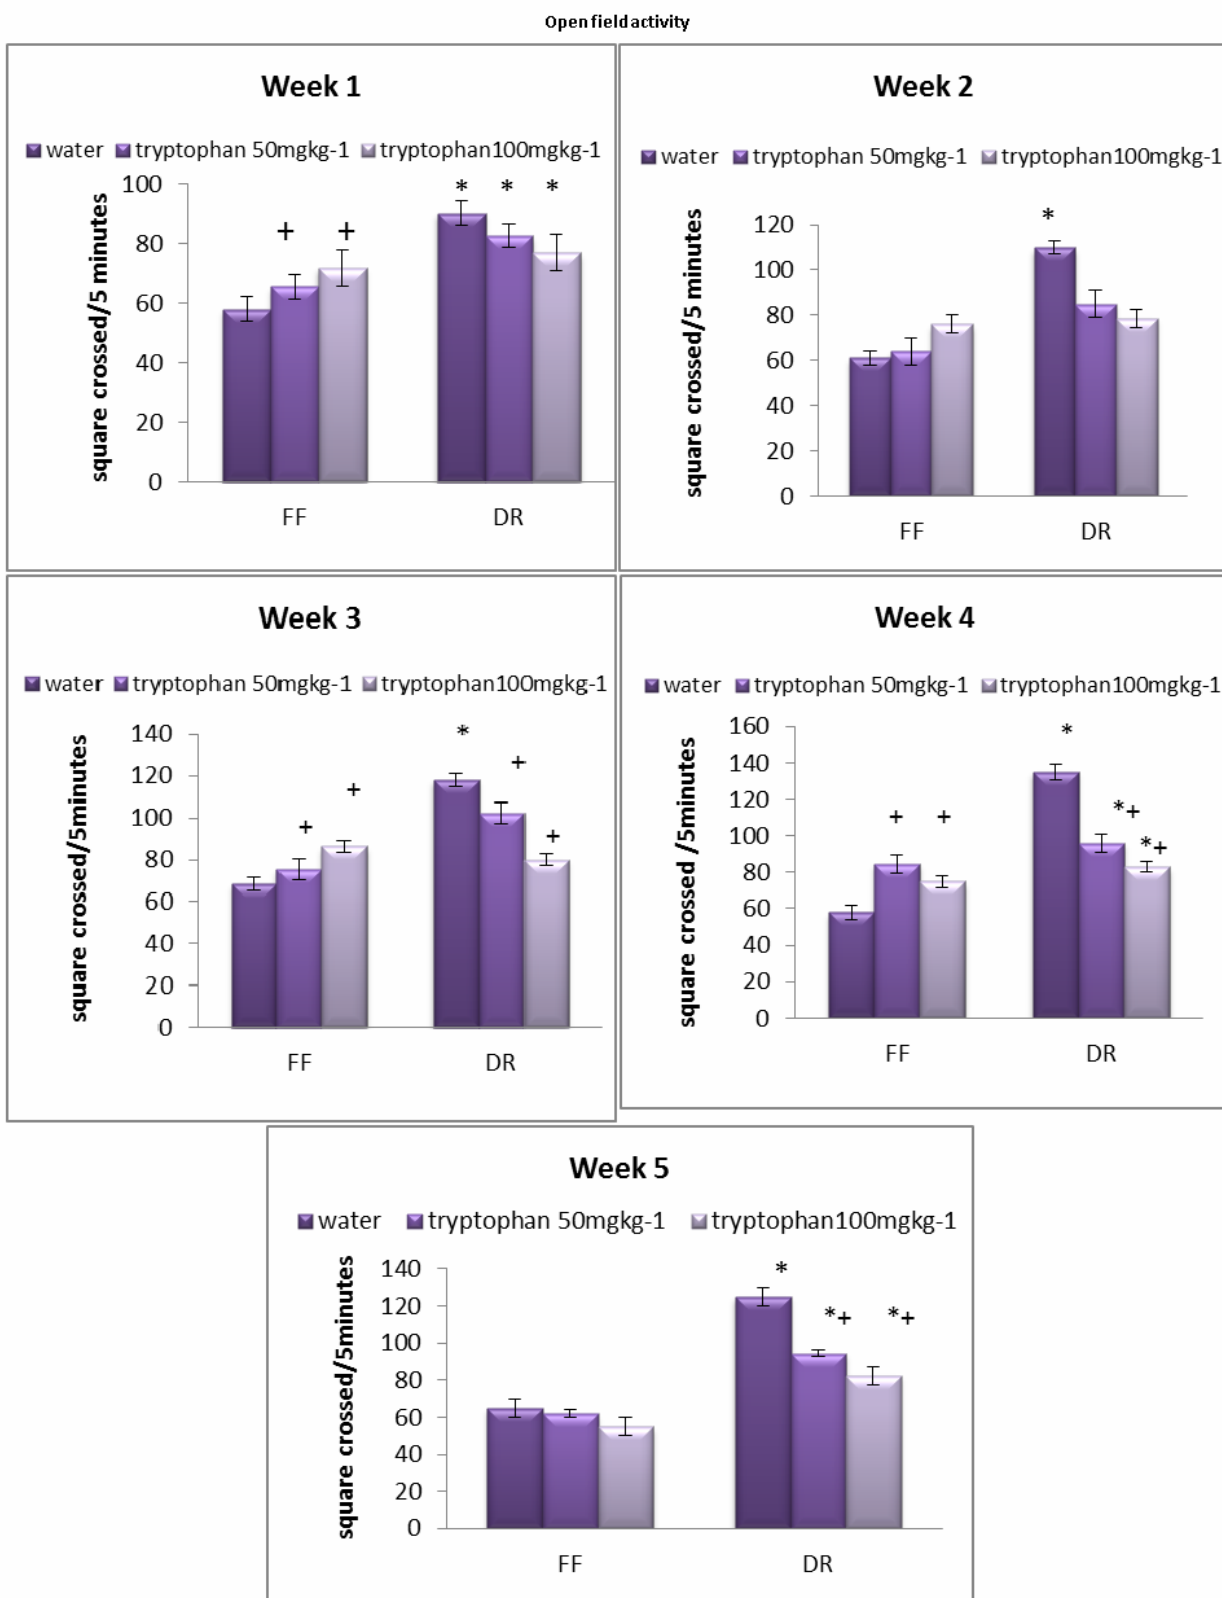 Open field activity
Week 1
water tryptophan 50mgkg-1 tryptophan100mgkg-1
square crossed/5 minutes
100
80
60
40
20
0
+ +
* * *
FF DR
Week 2
water tryptophan 50mgkg-1 tryptophan100mgkg-1
square crossed/5 minutes
120
100
80
60
40
20
0
*
FF DR
Week 3
water tryptophan 50mgkg-1 tryptophan100mgkg-1
square crossed/5minutes
140
120
100
80
60
40
20
0
+ +
* + +
FF DR
Week 4
water tryptophan 50mgkg-1 tryptophan100mgkg-1
square crossed /5minutes
160
140
120
100
80
60
40
20
0
+ +
* *+ *+
FF DR
Week 5
water tryptophan 50mgkg-1 tryptophan100mgkg-1
square crossed/5minutes
140
120
100
80
60
40
20
0
* *+ *+
FF DR